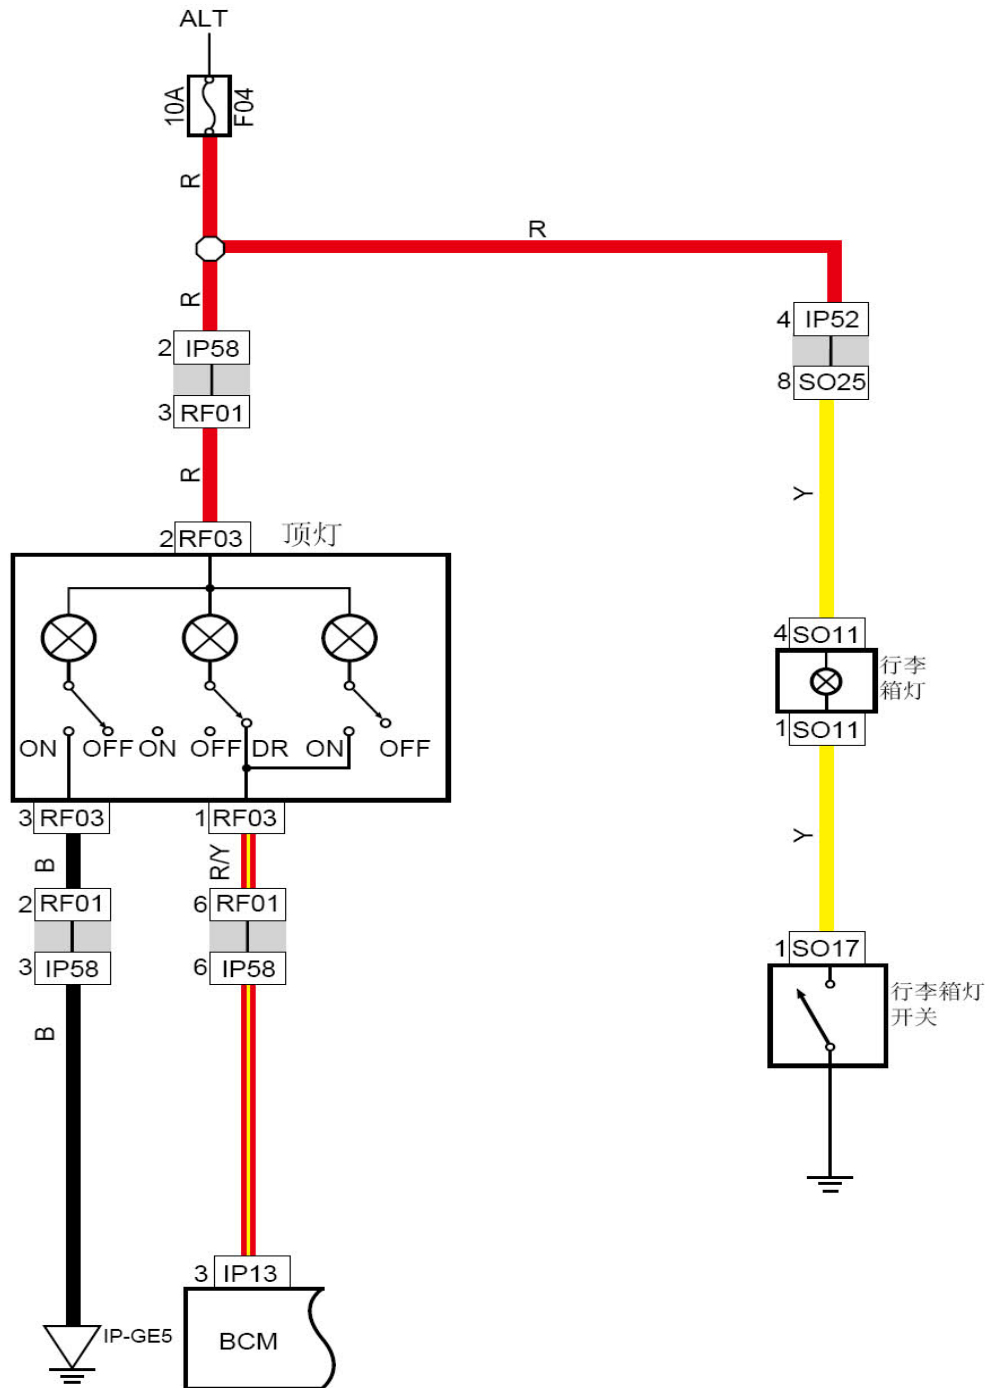 ALT
10A
F04
R
R
R
4 IP52
2 IP58
8 SO25
3 RF01
R
Y
2 RF03
顶灯
4 SO11
行李
箱灯
1 SO11
ON OFF ON OFF DR ON OFF
3 RF03
1 RF03
B
R/Y
Y
2 RF01
6 RF01
1 SO17
3 IP58
6 IP58
行李箱灯
开关
B
3 IP13
IP-GE5
BCM